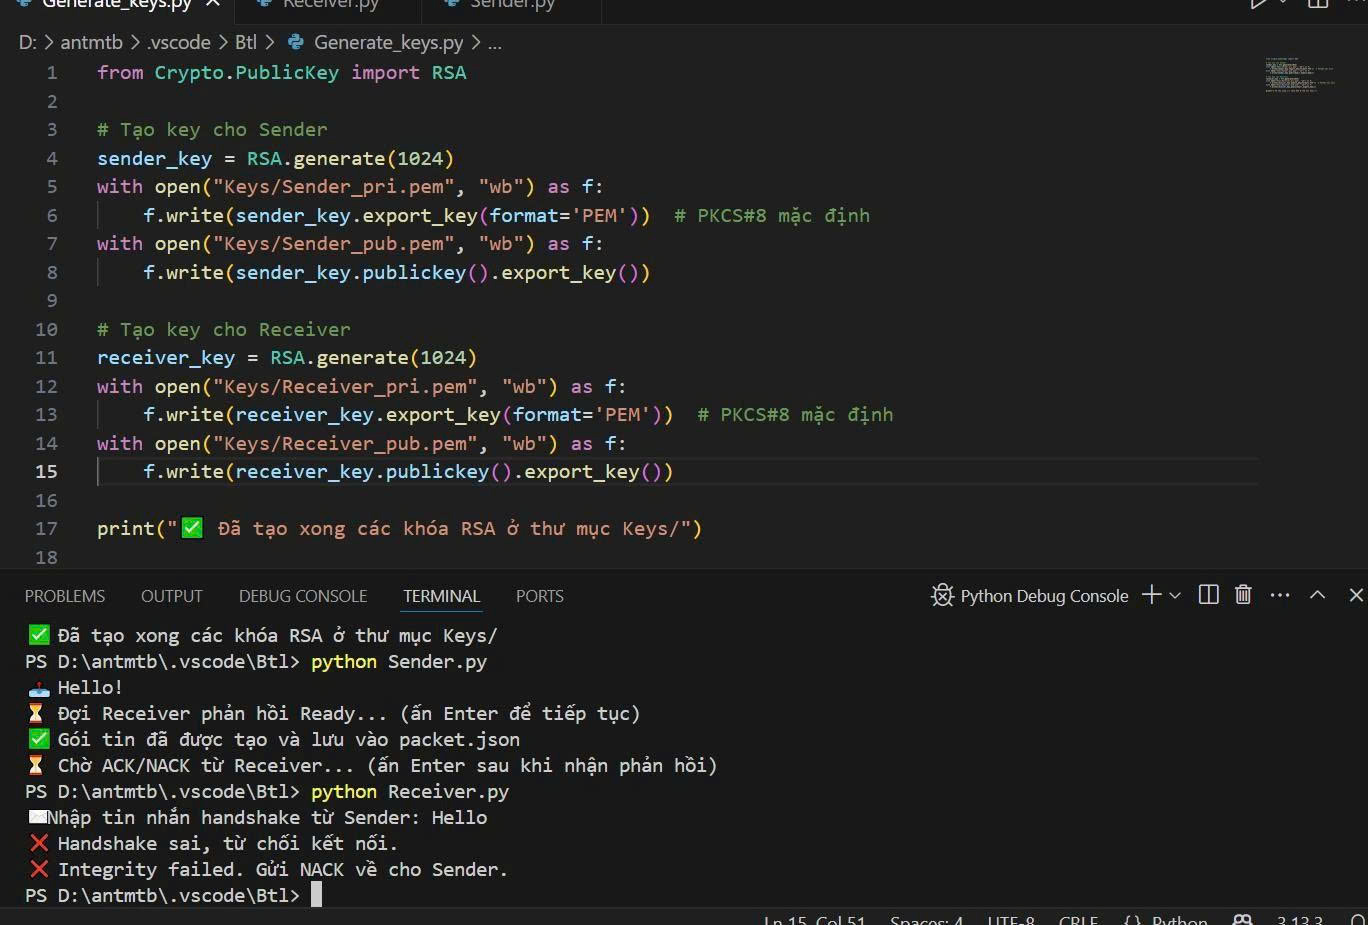 Generate_keys.py
Receiver.py
Sender.py
D: > antmtb > .vscode > Btl > Generate_keys.py > ...
1 from Crypto.PublicKey import RSA
2
3 # Tạo key cho Sender
4 sender_key = RSA.generate(1024)
5 with open("Keys/Sender_pri.pem", "wb") as f:
6     f.write(sender_key.export_key(format='PEM'))  # PKCS#8 mặc định
7 with open("Keys/Sender_pub.pem", "wb") as f:
8     f.write(sender_key.publickey().export_key())
9
10 # Tạo key cho Receiver
11 receiver_key = RSA.generate(1024)
12 with open("Keys/Receiver_pri.pem", "wb") as f:
13     f.write(receiver_key.export_key(format='PEM'))  # PKCS#8 mặc định
14 with open("Keys/Receiver_pub.pem", "wb") as f:
15     f.write(receiver_key.publickey().export_key())
16
17 print("✅ Đã tạo xong các khóa RSA ở thư mục Keys/")
18
PROBLEMS OUTPUT DEBUG CONSOLE TERMINAL PORTS Python Debug Console
✅ Đã tạo xong các khóa RSA ở thư mục Keys/
PS D:\antmtb\.vscode\Btl> python Sender.py
📤 Hello!
⏳ Đợi Receiver phản hồi Ready... (ấn Enter để tiếp tục)
✅ Gói tin đã được tạo và lưu vào packet.json
⏳ Chờ ACK/NACK từ Receiver... (ấn Enter sau khi nhận phản hồi)
PS D:\antmtb\.vscode\Btl> python Receiver.py
✉️Nhập tin nhắn handshake từ Sender: Hello
❌ Handshake sai, từ chối kết nối.
❌ Integrity failed. Gửi NACK về cho Sender.
PS D:\antmtb\.vscode\Btl>
Ln 15, Col 51 Spaces: 4 UTF-8 CRLF {} Python 3.13.3